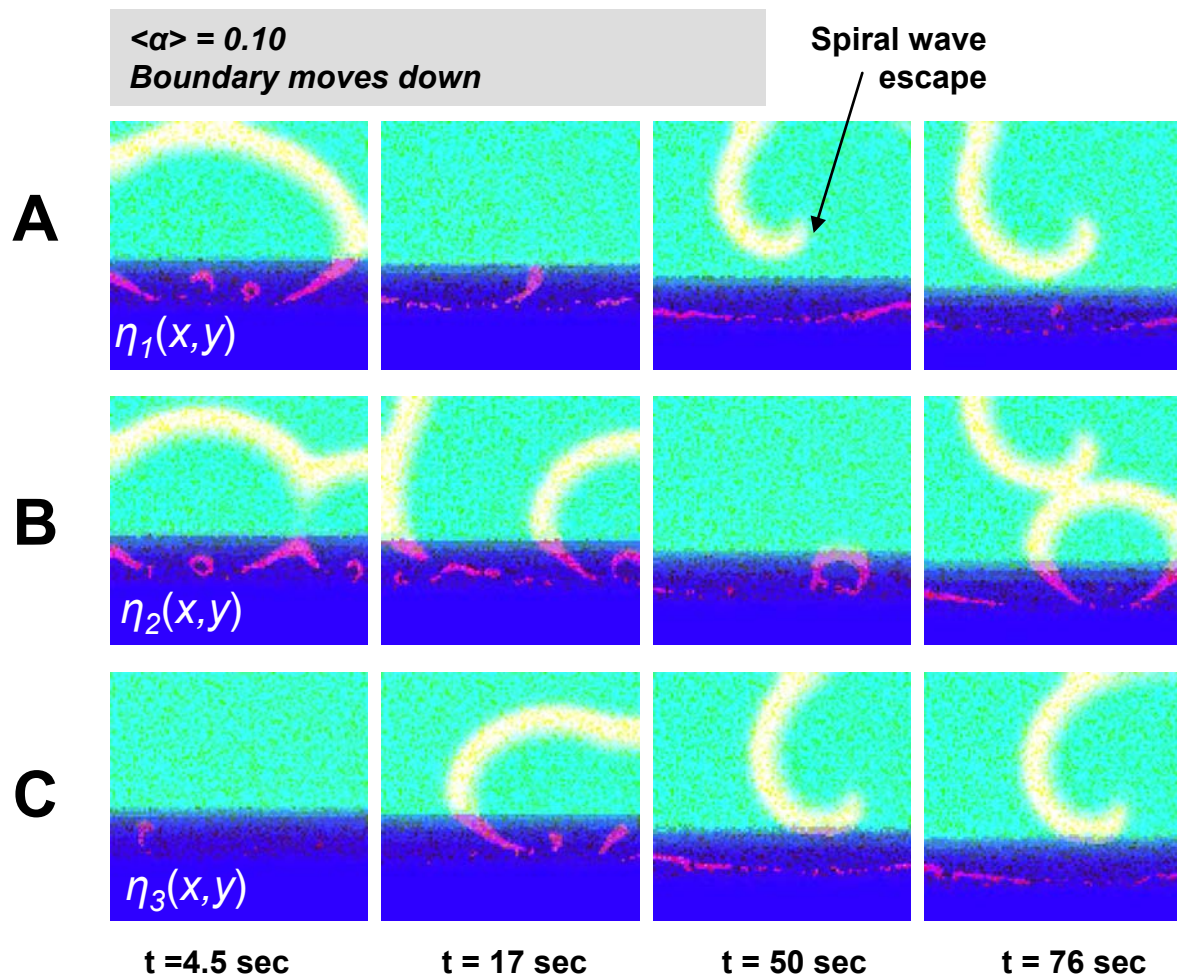 <α> = 0.10
Boundary moves down
Spiral wave
escape
A
η1(x,y)
B
η2(x,y)
C
η3(x,y)
t =4.5 sec
t = 17 sec
t = 50 sec
t = 76 sec